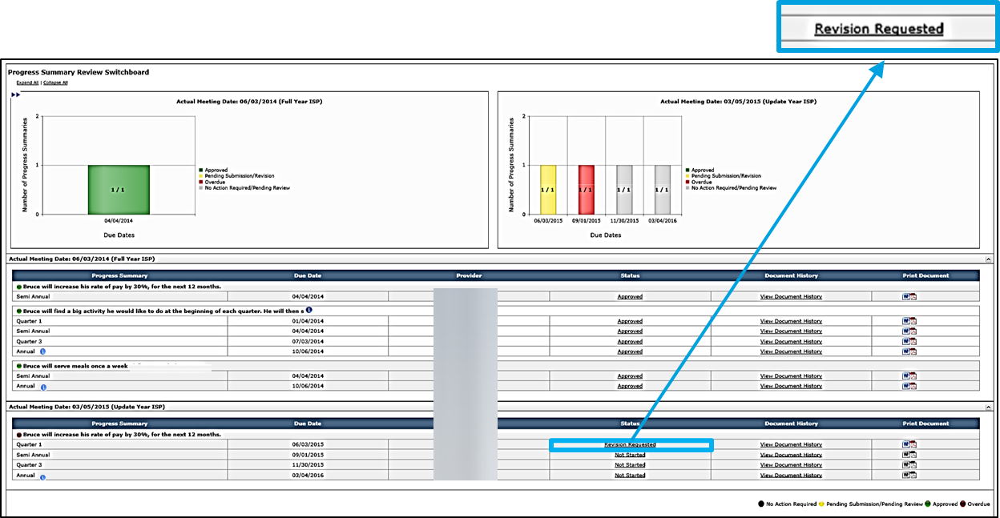 Revision Requested
Progress Summary Review Switchboard
Expand All | Collapse All
Actual Meeting Date: 06/03/2014 (Full Year ISP)
Number of Progress Summaries
2
1
0
1 / 1
04/04/2014
Due Dates
Approved
Pending Submission/Revision
Overdue
No Action Required/Pending Review
Actual Meeting Date: 03/05/2015 (Update Year ISP)
Number of Progress Summaries
2
1
0
1 / 1 1 / 1 1 / 1 1 / 1
06/03/2015 09/01/2015 11/30/2015 03/04/2016
Due Dates
Approved
Pending Submission/Revision
Overdue
No Action Required/Pending Review
Actual Meeting Date: 06/03/2014 (Full Year ISP)
Progress Summary Due Date Provider Status Document History Print Document
Bruce will increase his rate of pay by 30%, for the next 12 months.
Semi Annual 04/04/2014 Approved View Document History
Bruce will find a big activity he would like to do at the beginning of each quarter. He will then s
Quarter 1 01/04/2014 Approved View Document History
Semi Annual 04/04/2014 Approved View Document History
Quarter 3 07/03/2014 Approved View Document History
Annual 10/06/2014 Approved View Document History
Bruce will serve meals once a week
Semi Annual 04/04/2014 Approved View Document History
Annual 10/06/2014 Approved View Document History
Actual Meeting Date: 03/05/2015 (Update Year ISP)
Progress Summary Due Date Status Document History Print Document
Bruce will increase his rate of pay by 30%, for the next 12 months.
Quarter 1 06/03/2015 Revision Requested View Document History
Semi Annual 09/01/2015 Not Started View Document History
Quarter 3 11/30/2015 Not Started View Document History
Annual 03/04/2016 Not Started View Document History
No Action Required Pending Submission/Pending Review Approved Overdue